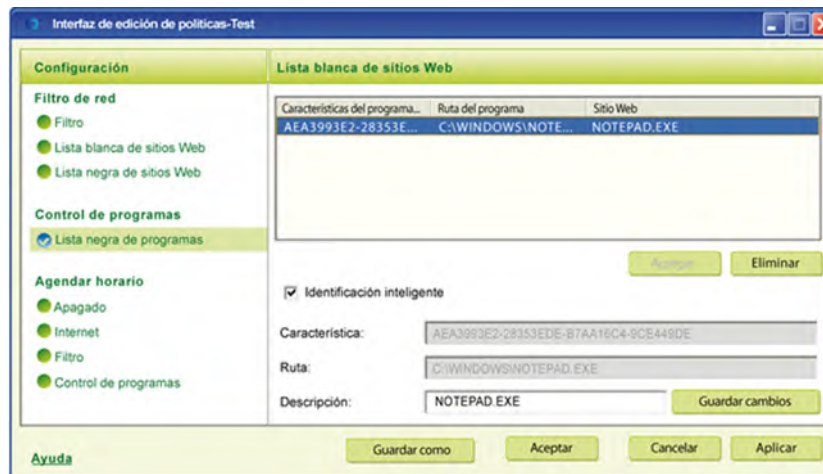 Interfaz de edición de políticas-Test
Configuración
Filtro de red
Filtro
Lista blanca de sitios Web
Lista negra de sitios Web
Control de programas
Lista negra de programas
Agendar horario
Apagado
Internet
Filtro
Control de programas
Ayuda
Lista blanca de sitios Web
Características del programa... Ruta del programa Sitio Web
AEA3993E2-28353E... C:\WINDOWS\NOTE... NOTEPAD.EXE
Agregar Eliminar
Identificación inteligente
Característica: AEA3993E2-28353EDE-B7AA16C4-9CE449DE
Ruta: C:\WINDOWS\NOTEPAD.EXE
Descripción: NOTEPAD.EXE Guardar cambios
Guardar como Aceptar Cancelar Aplicar